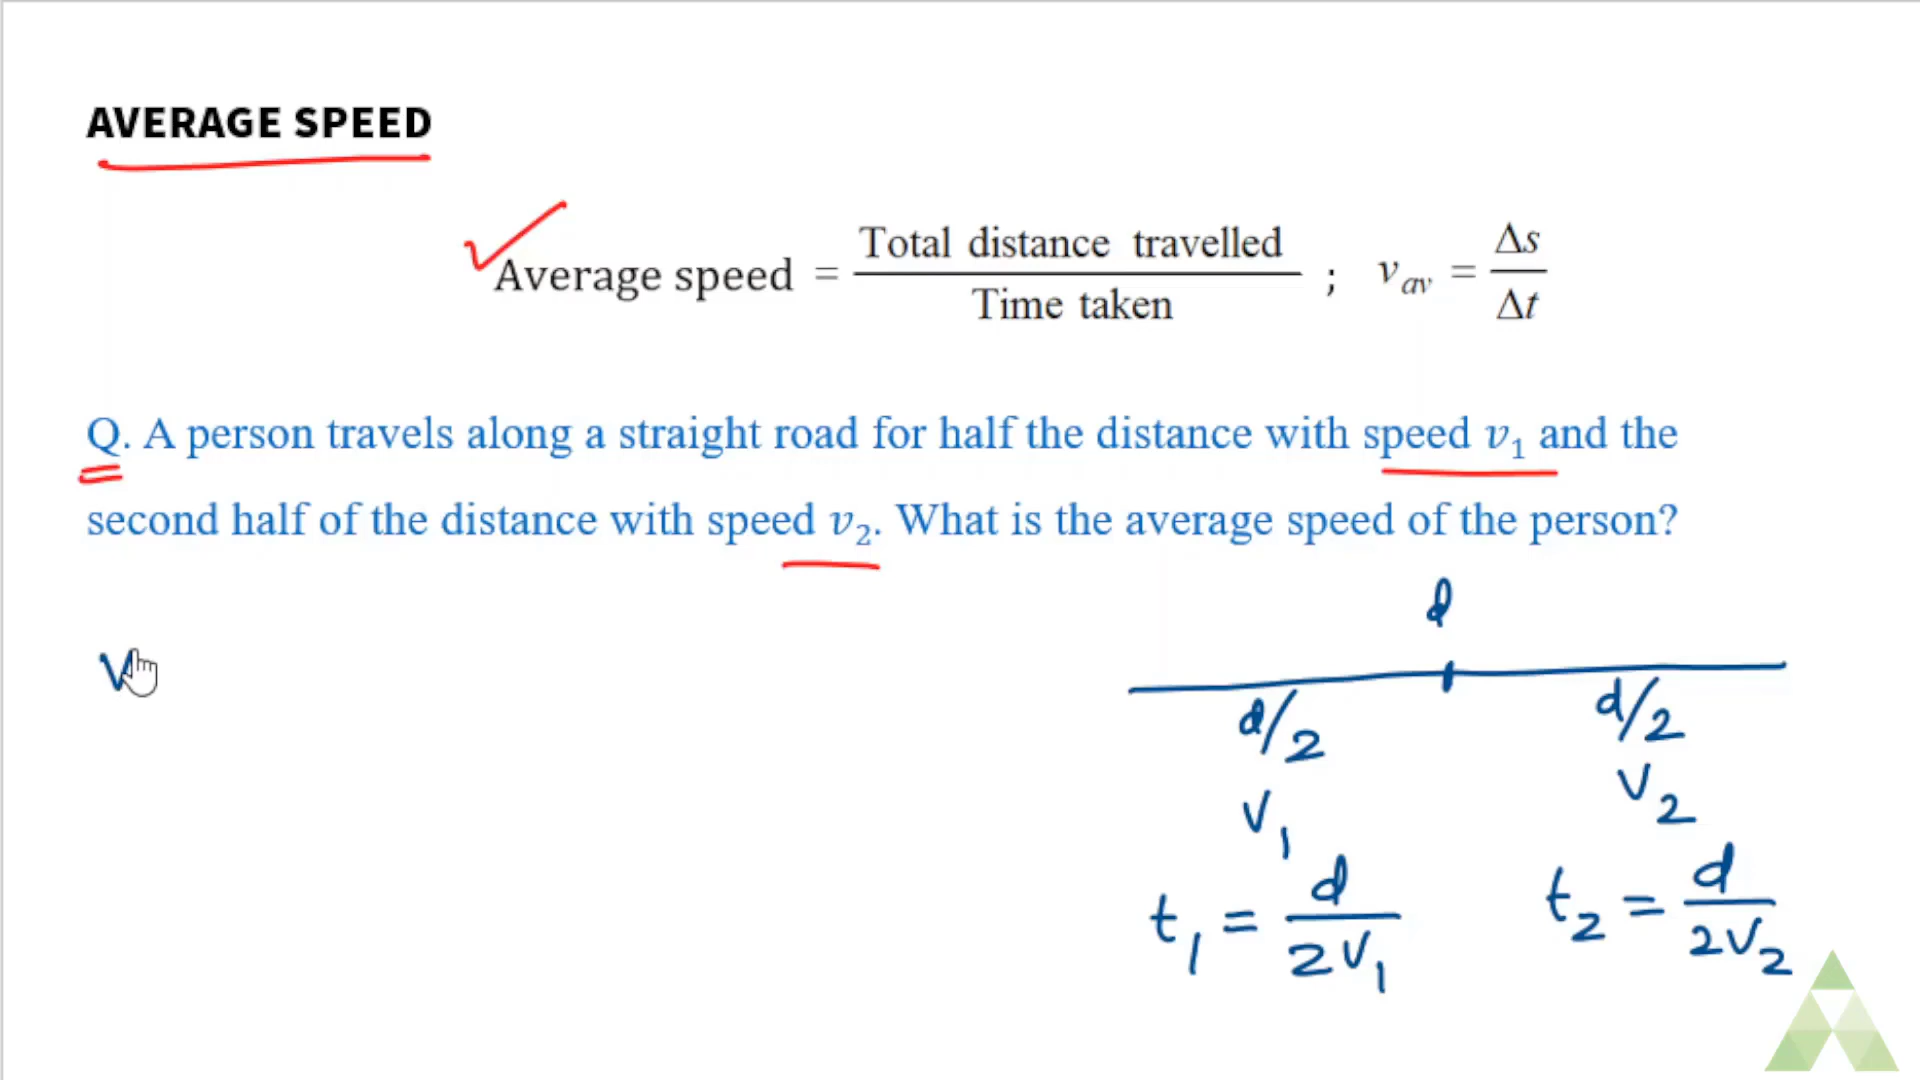 AVERAGE SPEED
Average speed = Total distance travelled / Time taken ; v_av = Δs / Δt
Q. A person travels along a straight road for half the distance with speed v₁ and the
second half of the distance with speed v₂. What is the average speed of the person?
d
V
d/2 d/2
V₁ V₂
t₁ = d / 2V₁ t₂ = d / 2V₂